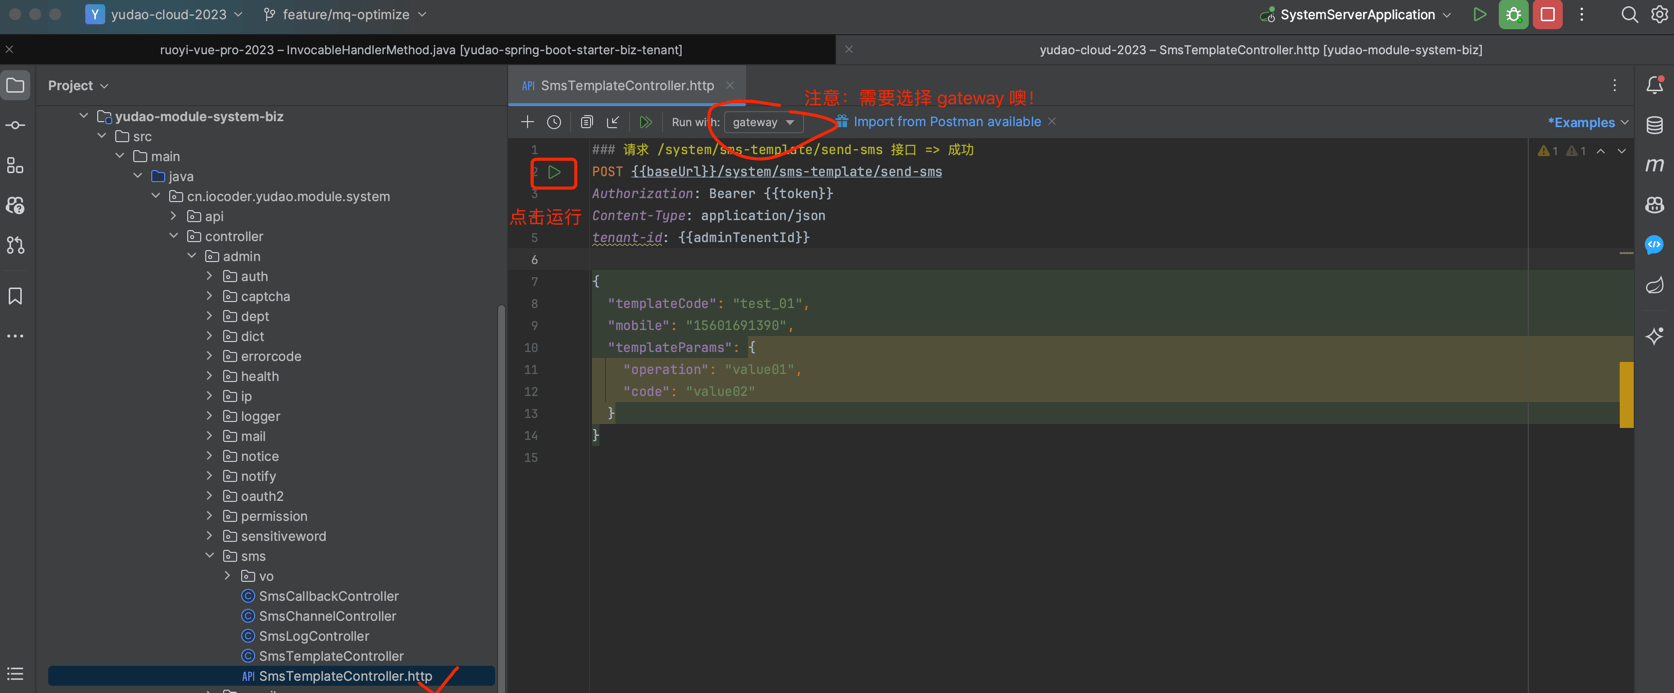 Y yudao-cloud-2023 feature/mq-optimize SystemServerApplication
ruoyi-vue-pro-2023 – InvocableHandlerMethod.java [yudao-spring-boot-starter-biz-tenant]
yudao-cloud-2023 – SmsTemplateController.http [yudao-module-system-biz]
Project
API SmsTemplateController.http
注意：需要选择 gateway 噢！
Run with: gateway
Import from Postman available
*Examples
yudao-module-system-biz
src
main
java
cn.iocoder.yudao.module.system
api
controller
admin
auth
captcha
dept
dict
errorcode
health
ip
logger
mail
notice
notify
oauth2
permission
sensitiveword
sms
vo
SmsCallbackController
SmsChannelController
SmsLogController
SmsTemplateController
API SmsTemplateController.http
1 ### 请求 /system/sms-template/send-sms 接口 => 成功
1 1
2 POST {{baseUrl}}/system/sms-template/send-sms
3 Authorization: Bearer {{token}}
点击运行
Content-Type: application/json
5 tenant-id: {{adminTenentId}}
6
7 {
8 "templateCode": "test_01",
9 "mobile": "15601691390",
10 "templateParams": {
11 "operation": "value01",
12 "code": "value02"
13 }
14 }
15